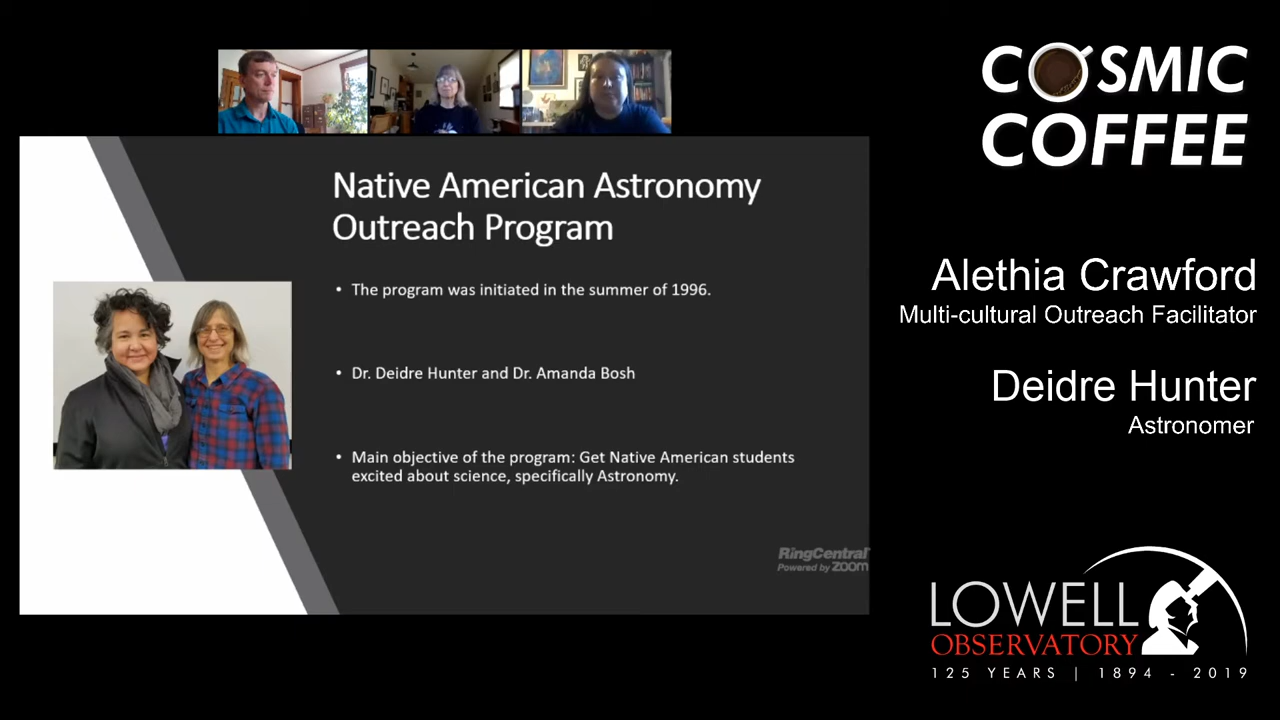 COSMIC
COFFEE
Native American Astronomy
Outreach Program
• The program was initiated in the summer of 1996.
• Dr. Deidre Hunter and Dr. Amanda Bosh
• Main objective of the program: Get Native American students
excited about science, specifically Astronomy.
RingCentral
Powered by zoom
Alethia Crawford
Multi-cultural Outreach Facilitator
Deidre Hunter
Astronomer
LOWELL
OBSERVATORY
125 YEARS | 1894 - 2019